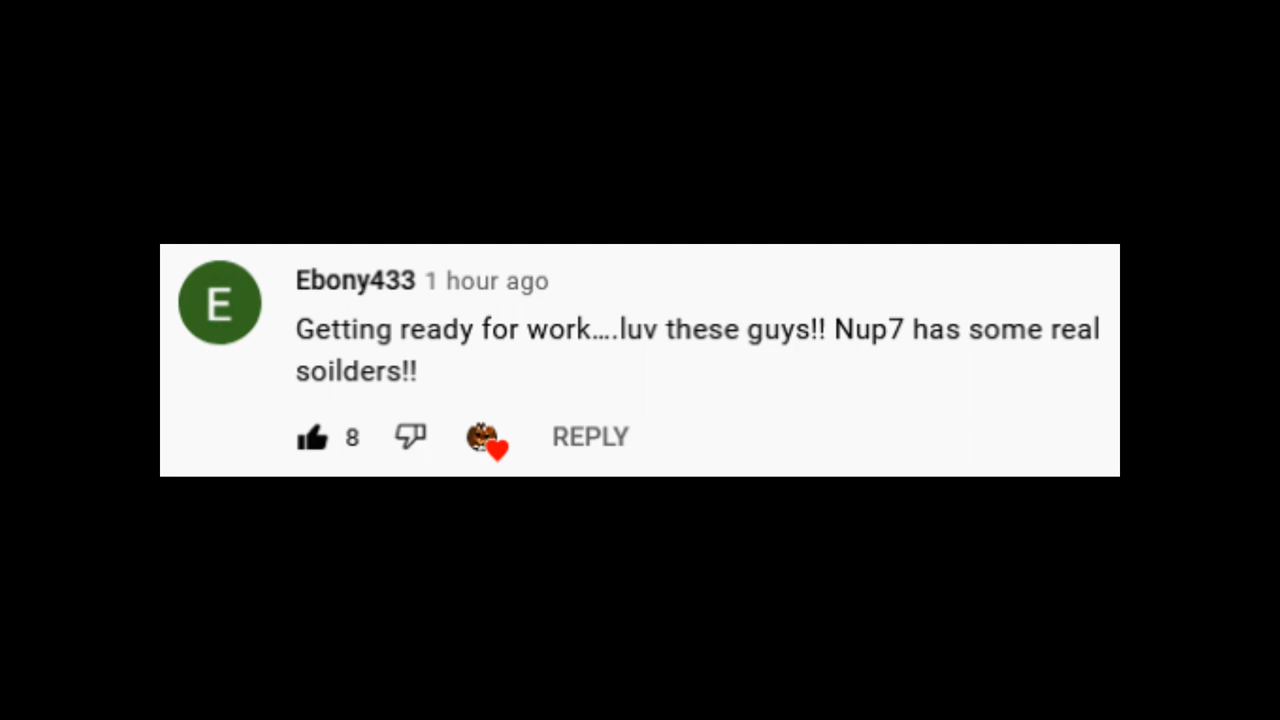 E
Ebony433 1 hour ago
Getting ready for work....luv these guys!! Nup7 has some real
soilders!!
8 REPLY